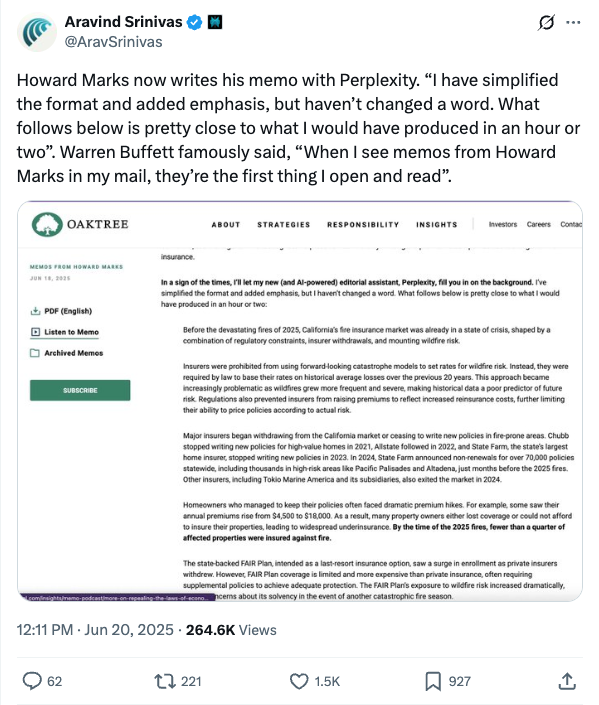 Aravind Srinivas
@AravSrinivas
Howard Marks now writes his memo with Perplexity. “I have simplified
the format and added emphasis, but haven’t changed a word. What
follows below is pretty close to what I would have produced in an hour or
two”. Warren Buffett famously said, “When I see memos from Howard
Marks in my mail, they’re the first thing I open and read”.
OAKTREE
ABOUT STRATEGIES RESPONSIBILITY INSIGHTS Investors Careers Contac
MEMOS FROM HOWARD MARKS
JUN 18, 2025
PDF (English)
Listen to Memo
Archived Memos
SUBSCRIBE
insurance.
In a sign of the times, I'll let my new (and AI-powered) editorial assistant, Perplexity, fill you in on the background. I've
simplified the format and added emphasis, but I haven't changed a word. What follows below is pretty close to what I would
have produced in an hour or two:
Before the devastating fires of 2025, California's fire insurance market was already in a state of crisis, shaped by a
combination of regulatory constraints, insurer withdrawals, and mounting wildfire risk.
Insurers were prohibited from using forward-looking catastrophe models to set rates for wildfire risk. Instead, they were
required by law to base their rates on historical average losses over the previous 20 years. This approach became
increasingly problematic as wildfires grew more frequent and severe, making historical data a poor predictor of future
risk. Regulations also prevented insurers from raising premiums to reflect increased reinsurance costs, further limiting
their ability to price policies according to actual risk.
Major insurers began withdrawing from the California market or ceasing to write new policies in fire-prone areas. Chubb
stopped writing new policies for high-value homes in 2021, Allstate followed in 2022, and State Farm, the state's largest
home insurer, stopped writing new policies in 2023. In 2024, State Farm announced non-renewals for over 70,000 policies
statewide, including thousands in high-risk areas like Pacific Palisades and Altadena, just months before the 2025 fires.
Other insurers, including Tokio Marine America and its subsidiaries, also exited the market in 2024.
Homeowners who managed to keep their policies often faced dramatic premium hikes. For example, some saw their
annual premiums rise from $4,500 to $18,000. As a result, many property owners either lost coverage or could not afford
to insure their properties, leading to widespread underinsurance. By the time of the 2025 fires, fewer than a quarter of
affected properties were insured against fire.
The state-backed FAIR Plan, intended as a last-resort insurance option, saw a surge in enrollment as private insurers
withdrew. However, FAIR Plan coverage is limited and more expensive than private insurance, often requiring
supplemental policies to achieve adequate protection. The FAIR Plan's exposure to wildfire risk increased dramatically,
ncerns about its solvency in the event of another catastrophic fire season.
.com/insights/memo-podcast/more-on-repealing-the-laws-of-econo...
12:11 PM · Jun 20, 2025 · 264.6K Views
62 221 1.5K 927